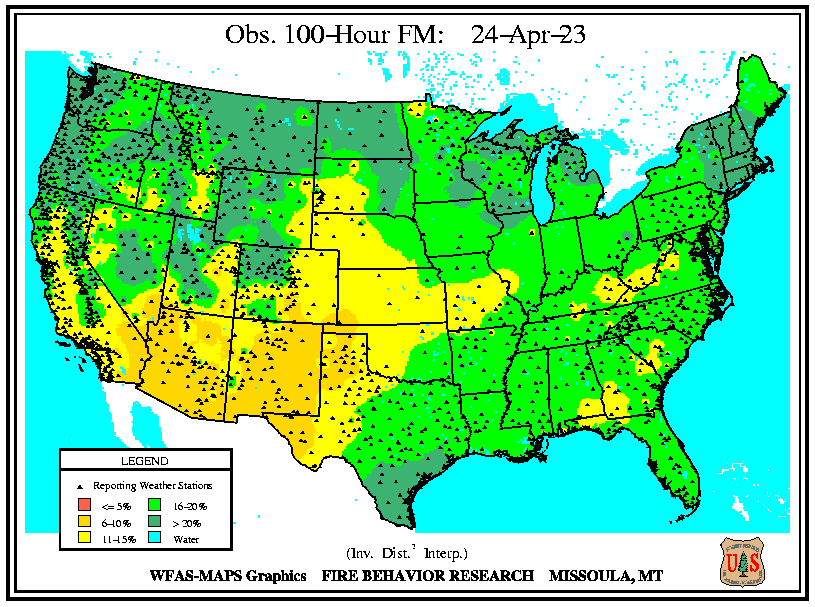 Obs. 100-Hour FM: 24-Apr-23
LEGEND
Reporting Weather Stations
<= 5% 16-20%
6-10% > 20%
11-15% Water
(Inv. Dist.² Interp.)
WFAS-MAPS Graphics FIRE BEHAVIOR RESEARCH MISSOULA, MT
U S